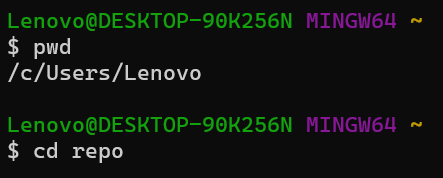 Lenovo@DESKTOP-90K256N MINGW64 ~
$ pwd
/c/Users/Lenovo
Lenovo@DESKTOP-90K256N MINGW64 ~
$ cd repo